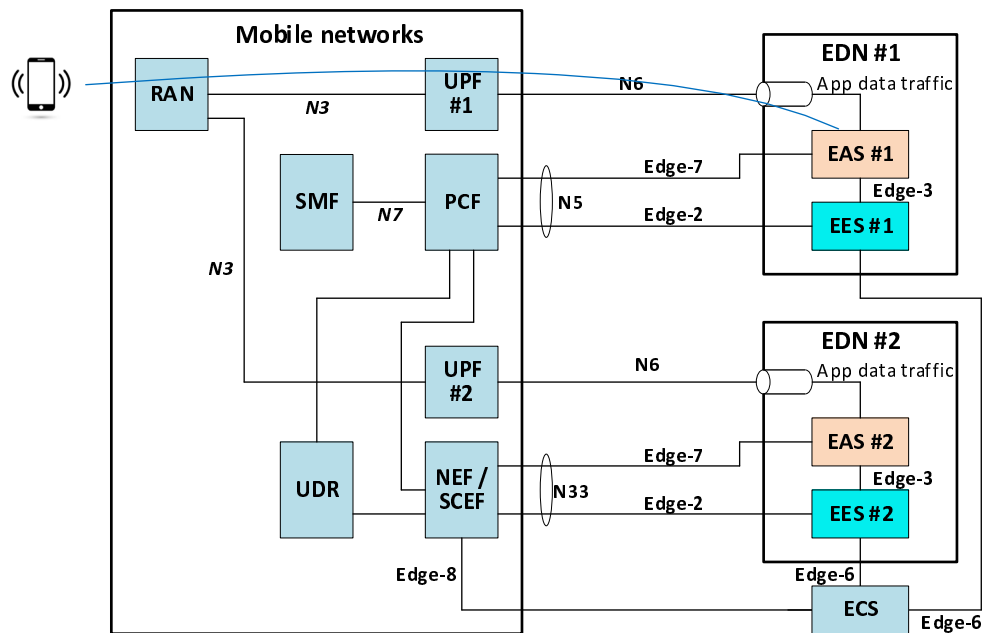 Mobile networks
EDN #1
RAN
UPF
#1
N3
N6
App data traffic
EAS #1
Edge-7
Edge-3
SMF
N7
PCF
N5
Edge-2
EES #1
N3
EDN #2
UPF
#2
N6
App data traffic
EAS #2
Edge-7
Edge-3
UDR
NEF /
SCEF
N33
Edge-2
EES #2
Edge-8
Edge-6
ECS
Edge-6